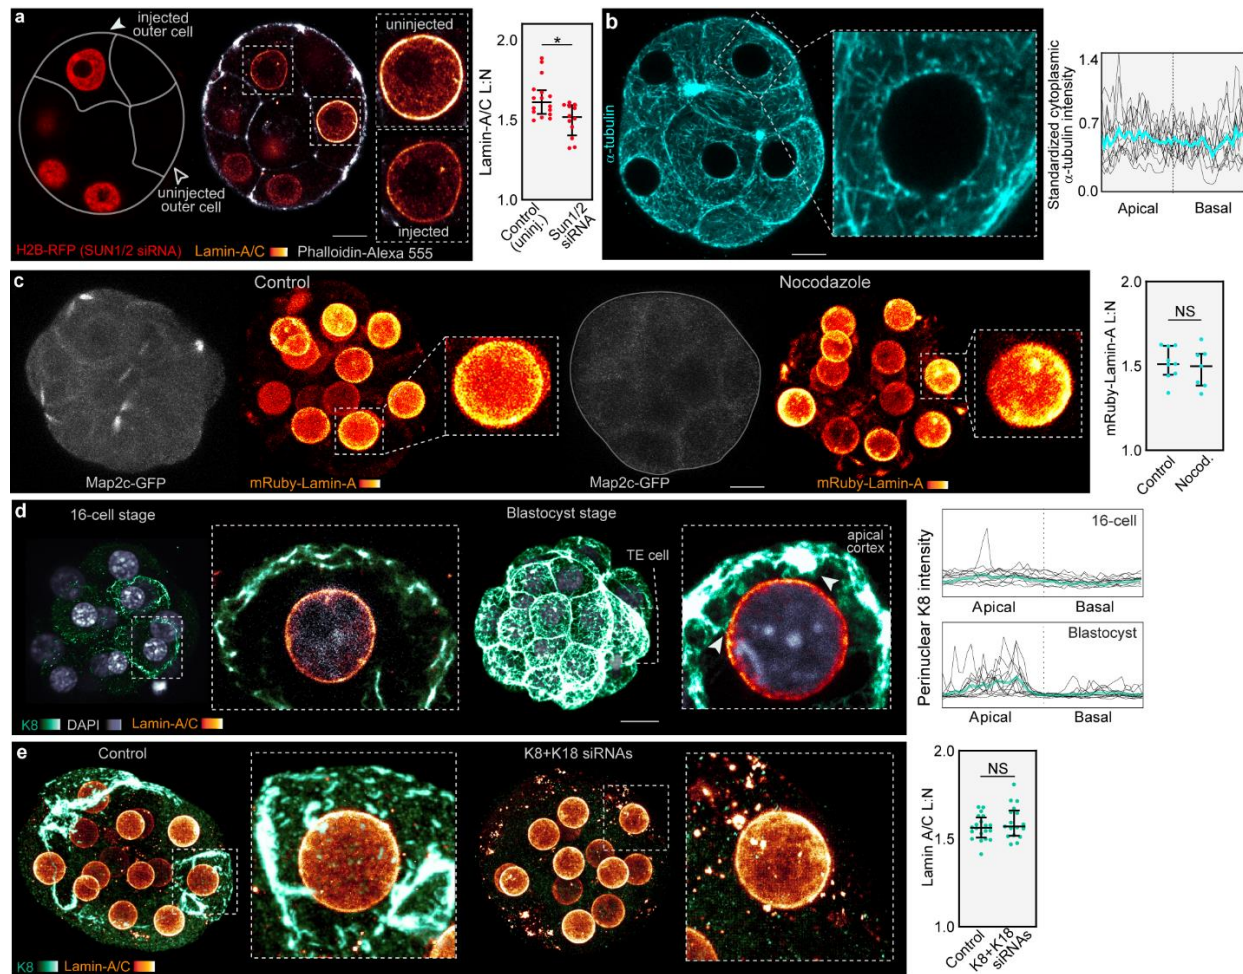 a
injected
outer cell
uninjected
outer cell
uninjected
injected
H2B-RFP (SUN1/2 siRNA)
Lamin-A/C
Phalloidin-Alexa 555
Lamin-A/C L:N
2.0
1.5
1.0
*
Control
(uninj.)
Sun1/2
siRNA
b
α-tubulin
Standardized cytoplasmic
α-tubulin intensity
1.4
0.7
0.0
Apical
Basal
c
Control
Nocodazole
Map2c-GFP
mRuby-Lamin-A
Map2c-GFP
mRuby-Lamin-A
mRuby-Lamin-A L:N
2.0
1.5
1.0
NS
Control
Nocod.
d
16-cell stage
Blastocyst stage
TE cell
apical
cortex
K8
DAPI
Lamin-A/C
Perinuclear K8 intensity
16-cell
Apical
Basal
Blastocyst
Apical
Basal
e
Control
K8+K18 siRNAs
K8
Lamin-A/C
Lamin A/C L:N
2.0
1.5
1.0
NS
Control
K8+K18
siRNAs